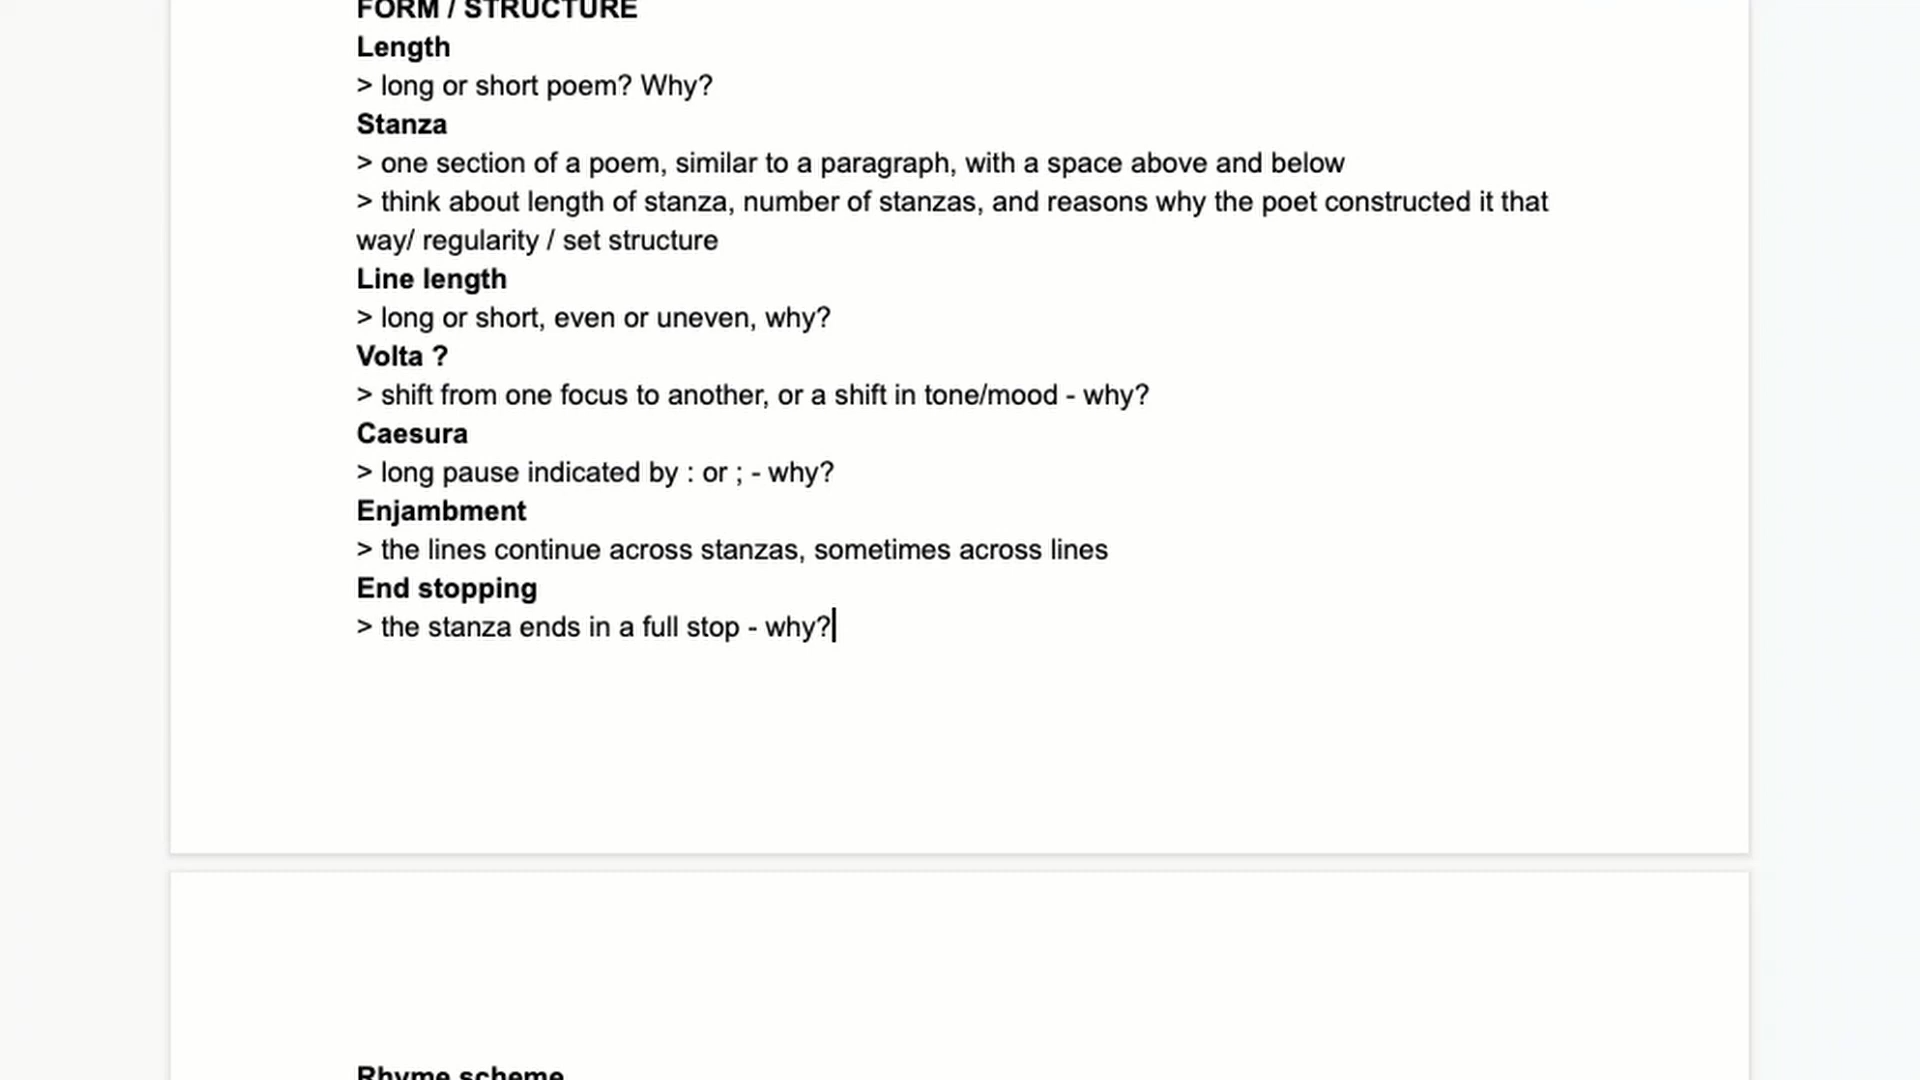 FORM / STRUCTURE
Length
> long or short poem? Why?
Stanza
> one section of a poem, similar to a paragraph, with a space above and below
> think about length of stanza, number of stanzas, and reasons why the poet constructed it that
way/ regularity / set structure
Line length
> long or short, even or uneven, why?
Volta ?
> shift from one focus to another, or a shift in tone/mood - why?
Caesura
> long pause indicated by : or ; - why?
Enjambment
> the lines continue across stanzas, sometimes across lines
End stopping
> the stanza ends in a full stop - why?
Rhyme scheme